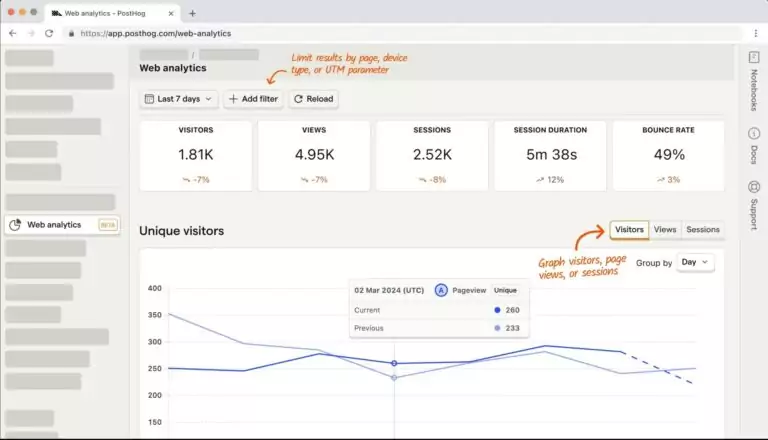 Web analytics - PostHog
https://app.posthog.com/web-analytics
/
Web analytics
Limit results by page, device
type, or UTM parameter
Last 7 days
Add filter
Reload
VISITORS
1.81K
-7%
VIEWS
4.95K
-7%
SESSIONS
2.52K
-8%
SESSION DURATION
5m 38s
12%
BOUNCE RATE
49%
3%
Notebooks
Docs
Support
Web analytics
BETA
Unique visitors
Visitors
Views
Sessions
Graph visitors, page
views, or sessions
Group by
Day
02 Mar 2024 (UTC) A Pageview Unique
Current 260
Previous 233
400
350
300
250
200
150